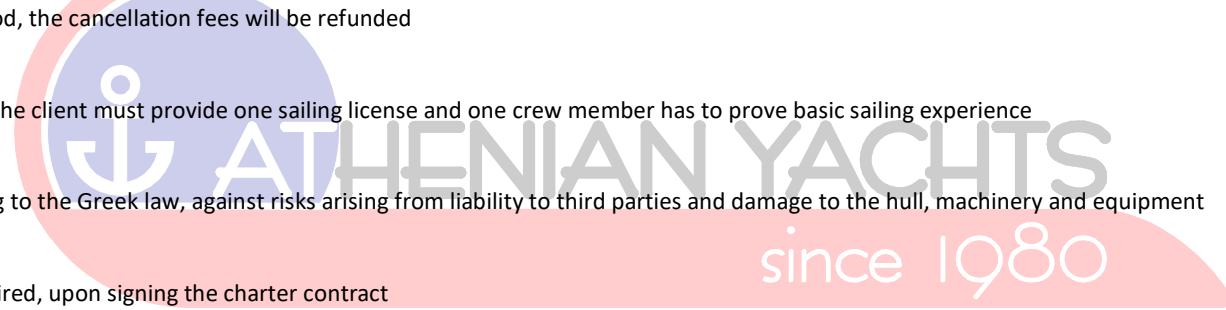 od, the cancellation fees will be refunded
he client must provide one sailing license and one crew member has to prove basic sailing experience
ATHENIAN YACHTS
g to the Greek law, against risks arising from liability to third parties and damage to the hull, machinery and equipment
since 1980
ired, upon signing the charter contract